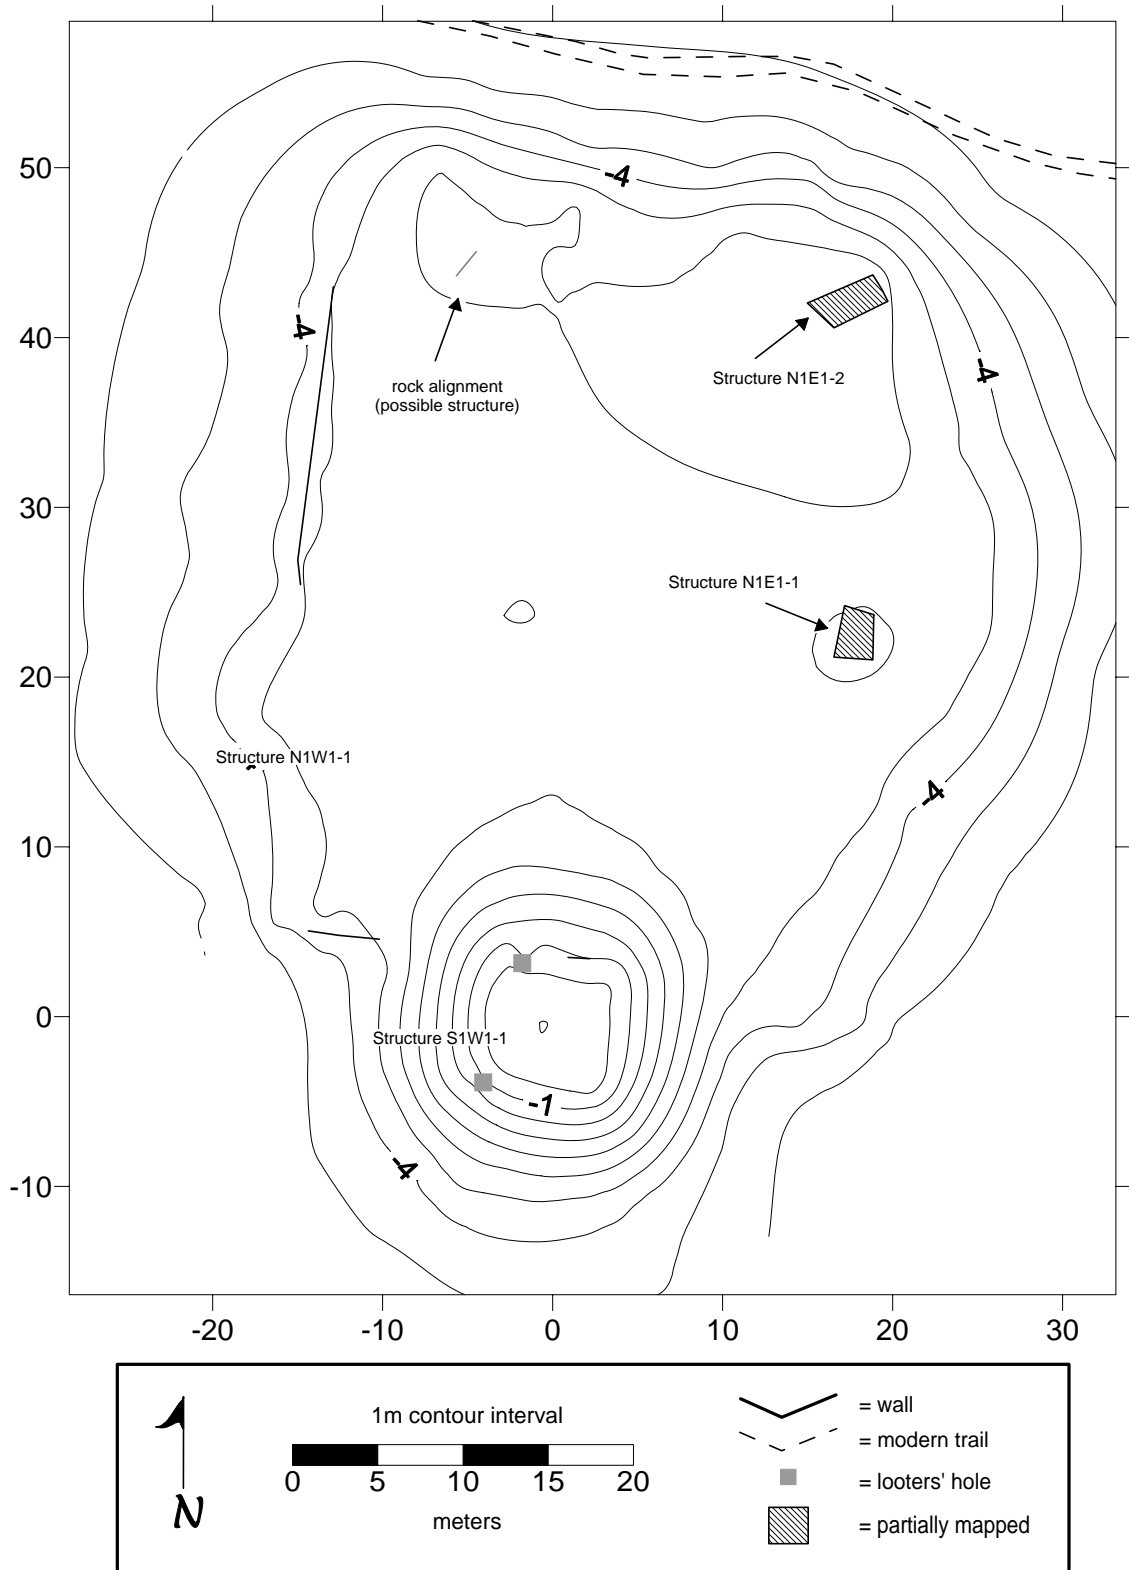 50
40
30
20
10
0
-10
-20
-10
0
10
20
30
-4
-4
-4
-4
-4
-1
rock alignment
(possible structure)
Structure N1E1-2
Structure N1E1-1
Structure N1W1-1
Structure S1W1-1
N
1m contour interval
0 5 10 15 20
meters
= wall
= modern trail
= looters' hole
= partially mapped